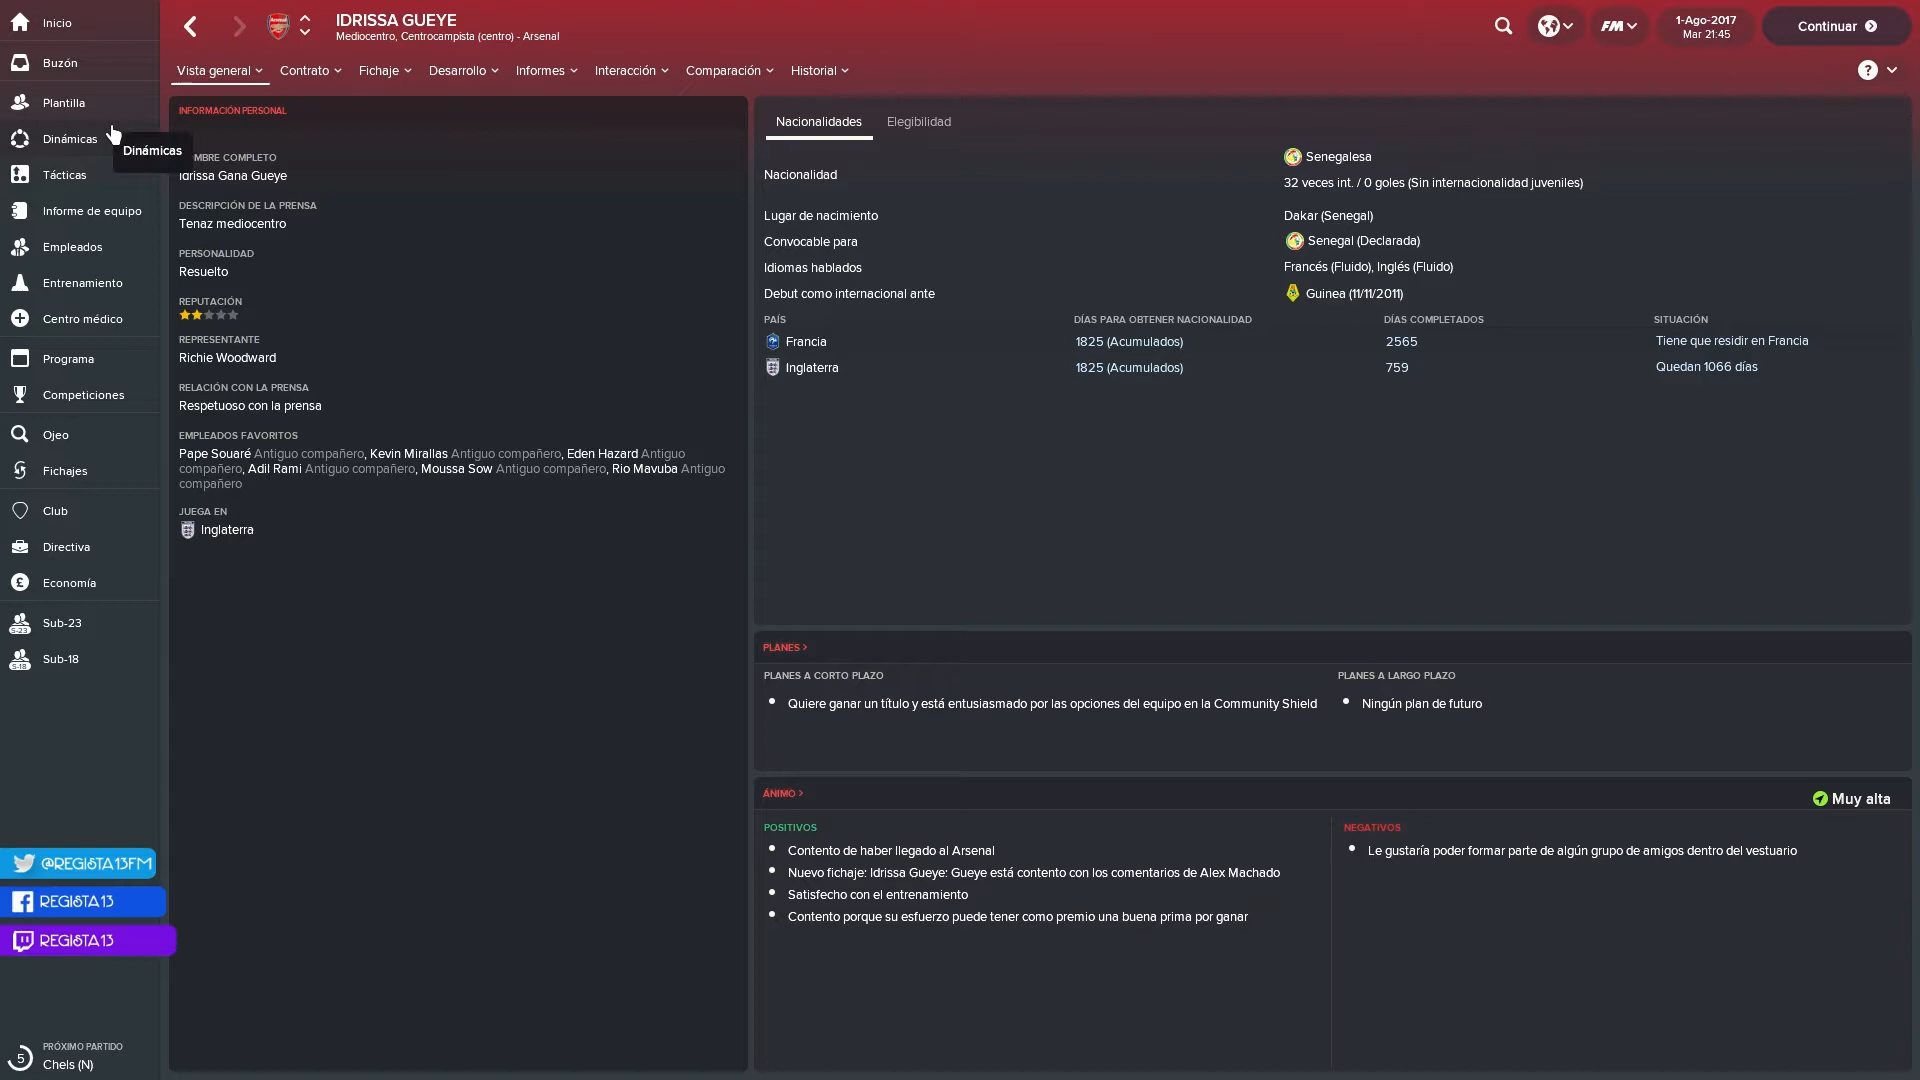 Inicio
Buzón
Plantilla
Dinámicas
Dinámicas
Tácticas
Informe de equipo
Empleados
Entrenamiento
Centro médico
Programa
Competiciones
Ojeo
Fichajes
Club
Directiva
Economía
Sub-23
Sub-18
@REGISTA13FM
REGISTA13
REGISTA13
5
PRÓXIMO PARTIDO
Chels (N)
IDRISSA GUEYE
Mediocentro, Centrocampista (centro) - Arsenal
FM
1-Ago-2017
Mar 21:45
Continuar
Vista general
Contrato
Fichaje
Desarrollo
Informes
Interacción
Comparación
Historial
?
INFORMACIÓN PERSONAL
MBRE COMPLETO
Idrissa Gana Gueye
DESCRIPCIÓN DE LA PRENSA
Tenaz mediocentro
PERSONALIDAD
Resuelto
REPUTACIÓN
REPRESENTANTE
Richie Woodward
RELACIÓN CON LA PRENSA
Respetuoso con la prensa
EMPLEADOS FAVORITOS
Pape Souaré Antiguo compañero, Kevin Mirallas Antiguo compañero, Eden Hazard Antiguo
compañero, Adil Rami Antiguo compañero, Moussa Sow Antiguo compañero, Rio Mavuba Antiguo
compañero
JUEGA EN
Inglaterra
Nacionalidades
Elegibilidad
Nacionalidad
Senegalesa
32 veces int. / 0 goles (Sin internacionalidad juveniles)
Lugar de nacimiento
Dakar (Senegal)
Convocable para
Senegal (Declarada)
Idiomas hablados
Francés (Fluido), Inglés (Fluido)
Debut como internacional ante
Guinea (11/11/2011)
PAÍS
DÍAS PARA OBTENER NACIONALIDAD
DÍAS COMPLETADOS
SITUACIÓN
Francia
1825 (Acumulados)
2565
Tiene que residir en Francia
Inglaterra
1825 (Acumulados)
759
Quedan 1066 días
PLANES >
PLANES A CORTO PLAZO
• Quiere ganar un título y está entusiasmado por las opciones del equipo en la Community Shield
PLANES A LARGO PLAZO
• Ningún plan de futuro
ÁNIMO >
Muy alta
POSITIVOS
• Contento de haber llegado al Arsenal
• Nuevo fichaje: Idrissa Gueye: Gueye está contento con los comentarios de Alex Machado
• Satisfecho con el entrenamiento
• Contento porque su esfuerzo puede tener como premio una buena prima por ganar
NEGATIVOS
• Le gustaría poder formar parte de algún grupo de amigos dentro del vestuario